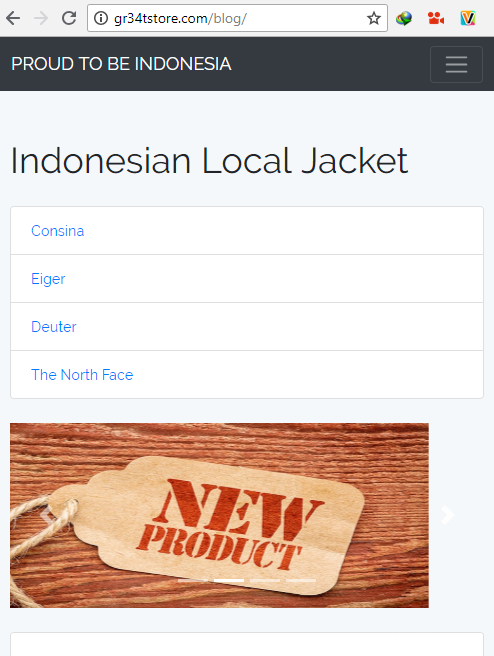 gr34tstore.com/blog/
PROUD TO BE INDONESIA
Indonesian Local Jacket
Consina
Eiger
Deuter
The North Face
NEW
PRODUCT